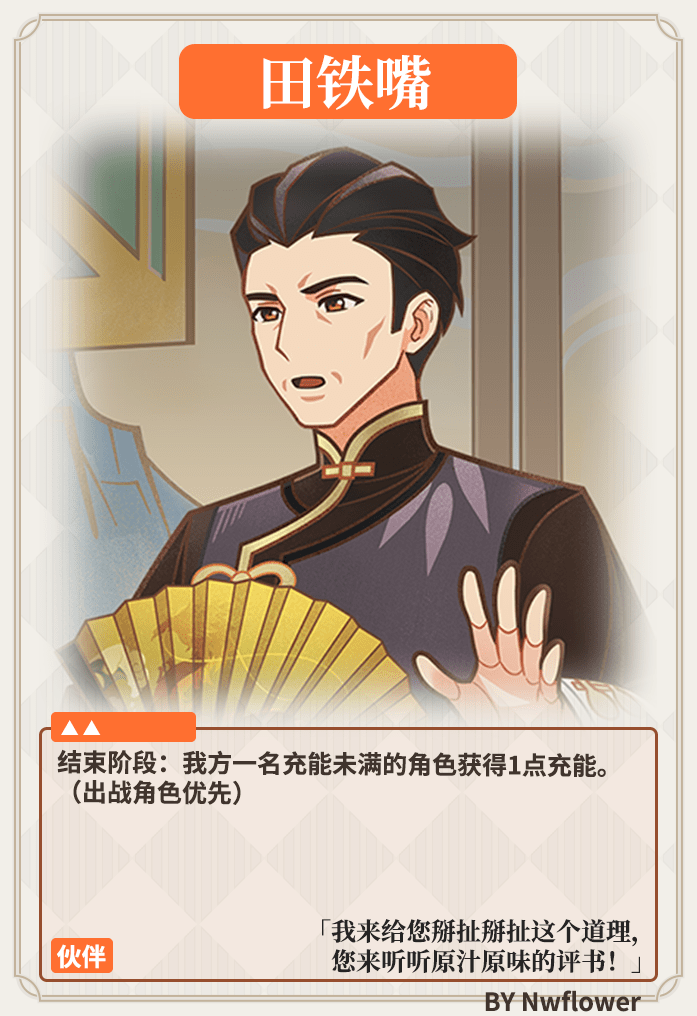 田铁嘴
结束阶段：我方一名充能未满的角色获得1点充能。
（出战角色优先）
「我来给您掰扯掰扯这个道理，
您来听听原汁原味的评书！」
伙伴
BY Nwflower